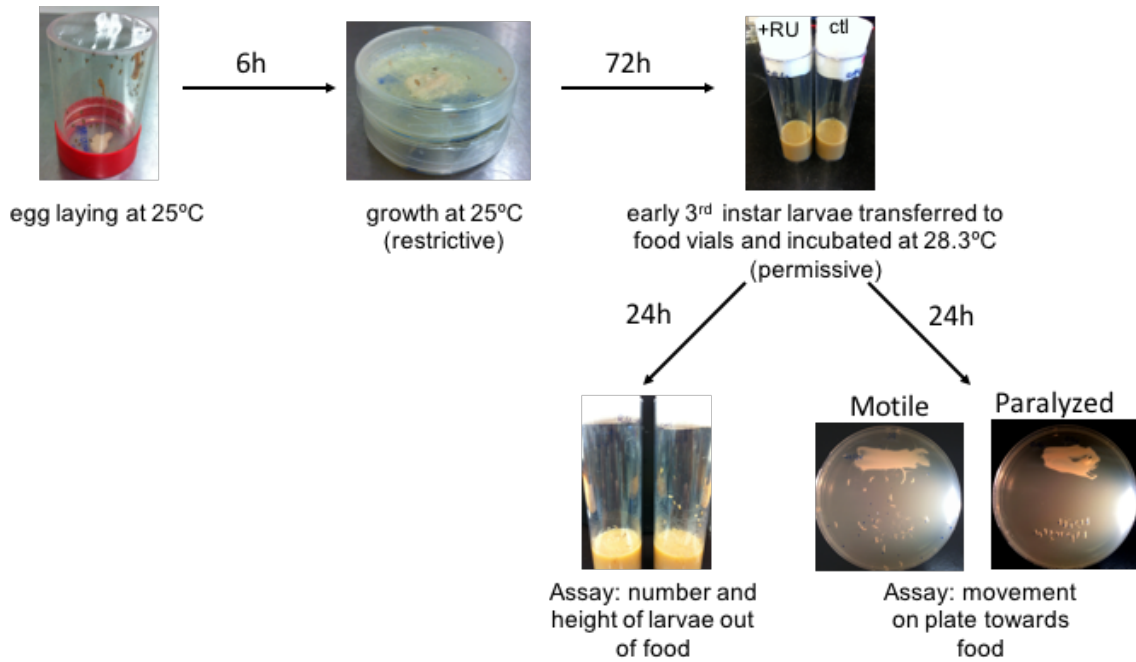 6h
72h
+RU
ctl
egg laying at 25ºC
growth at 25ºC
(restrictive)
early 3rd instar larvae transferred to
food vials and incubated at 28.3ºC
(permissive)
24h
24h
Motile
Paralyzed
Assay: number and
height of larvae out
of food
Assay: movement
on plate towards
food